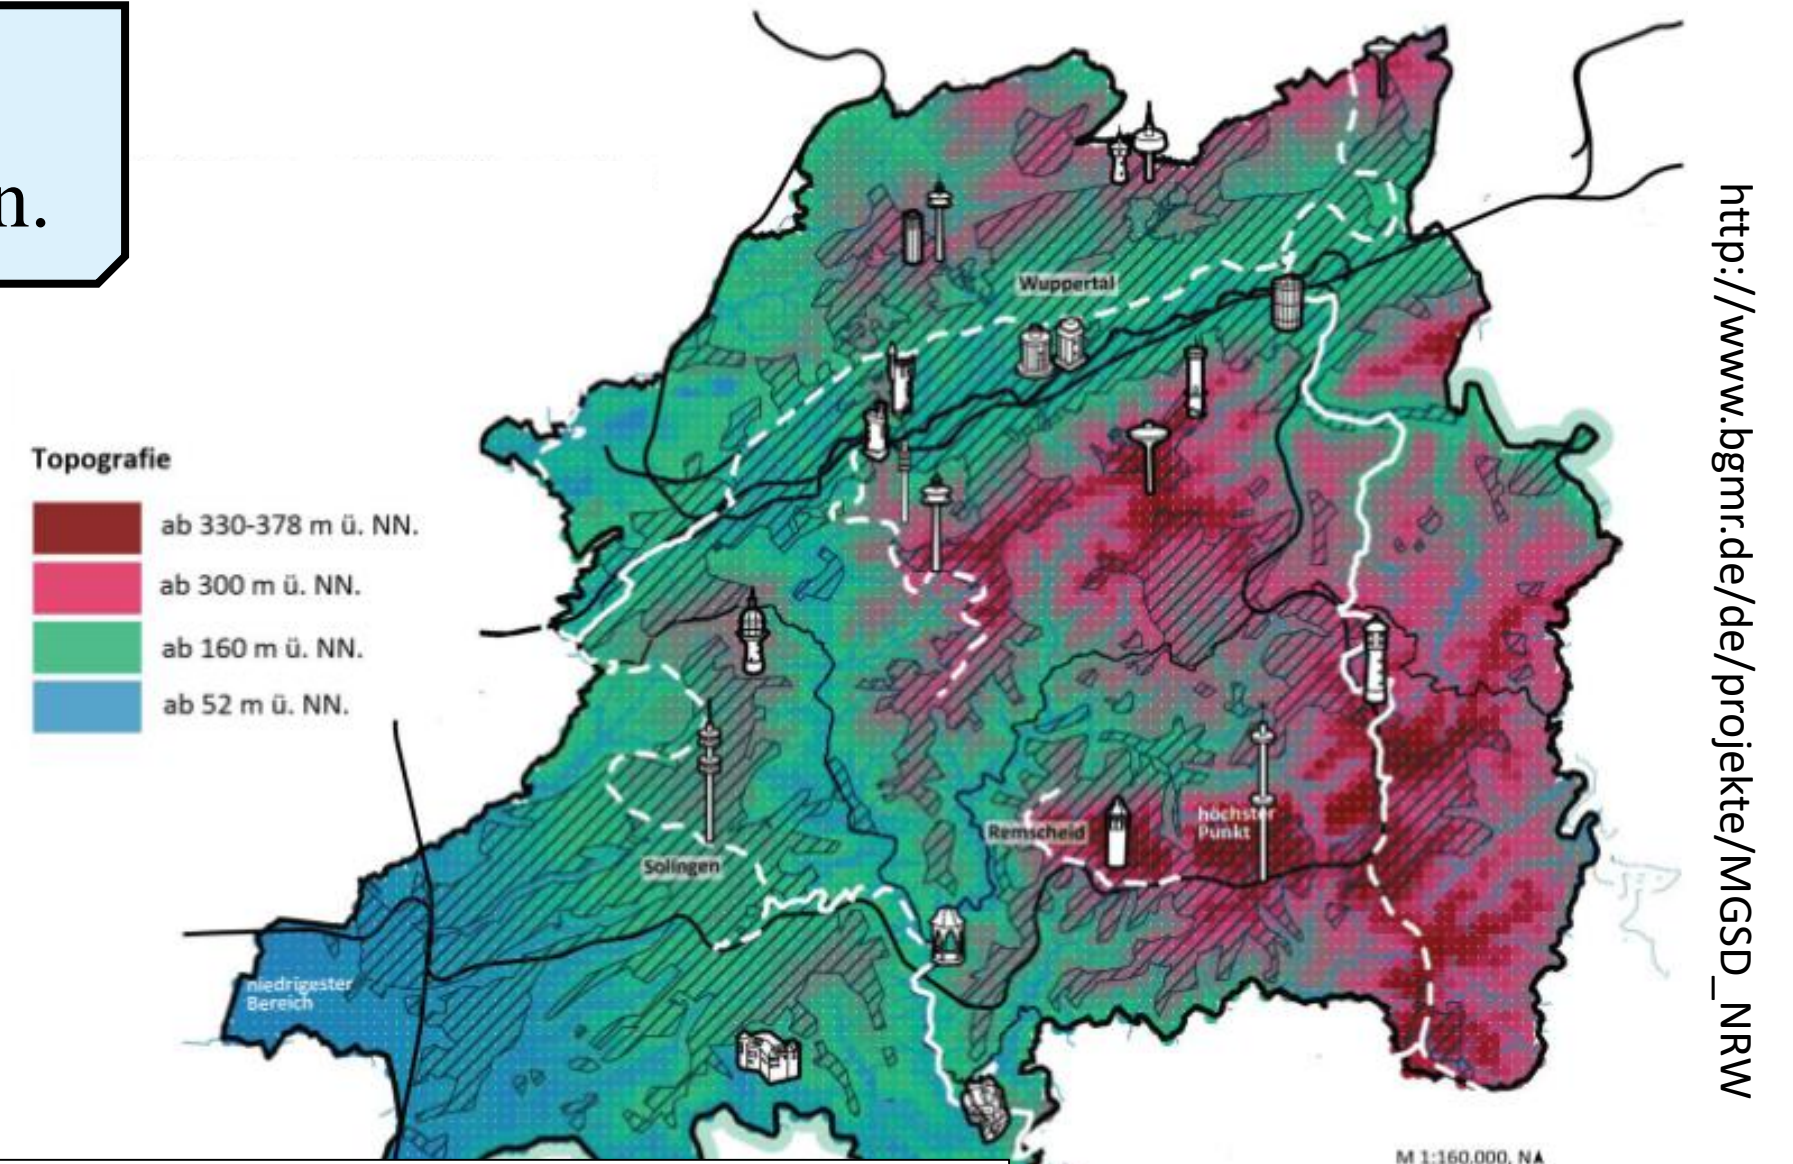 n.
Wuppertal
Topografie
ab 330-378 m ü. NN.
ab 300 m ü. NN.
ab 160 m ü. NN.
ab 52 m ü. NN.
höchster
Punkt
Remscheid
Solingen
niedrigester
Bereich
M 1:160.000, N
http://www.bgmr.de/de/projekte/MGSD_NRW